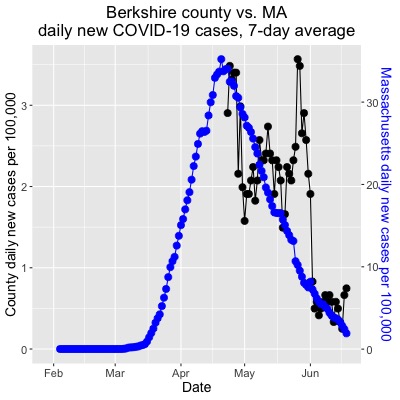 Berkshire county vs. MA
daily new COVID-19 cases, 7-day average
County daily new cases per 100,000
3
2
1
0
Massachusetts daily new cases per 100,000
30
20
10
0
Feb Mar Apr May Jun
Date